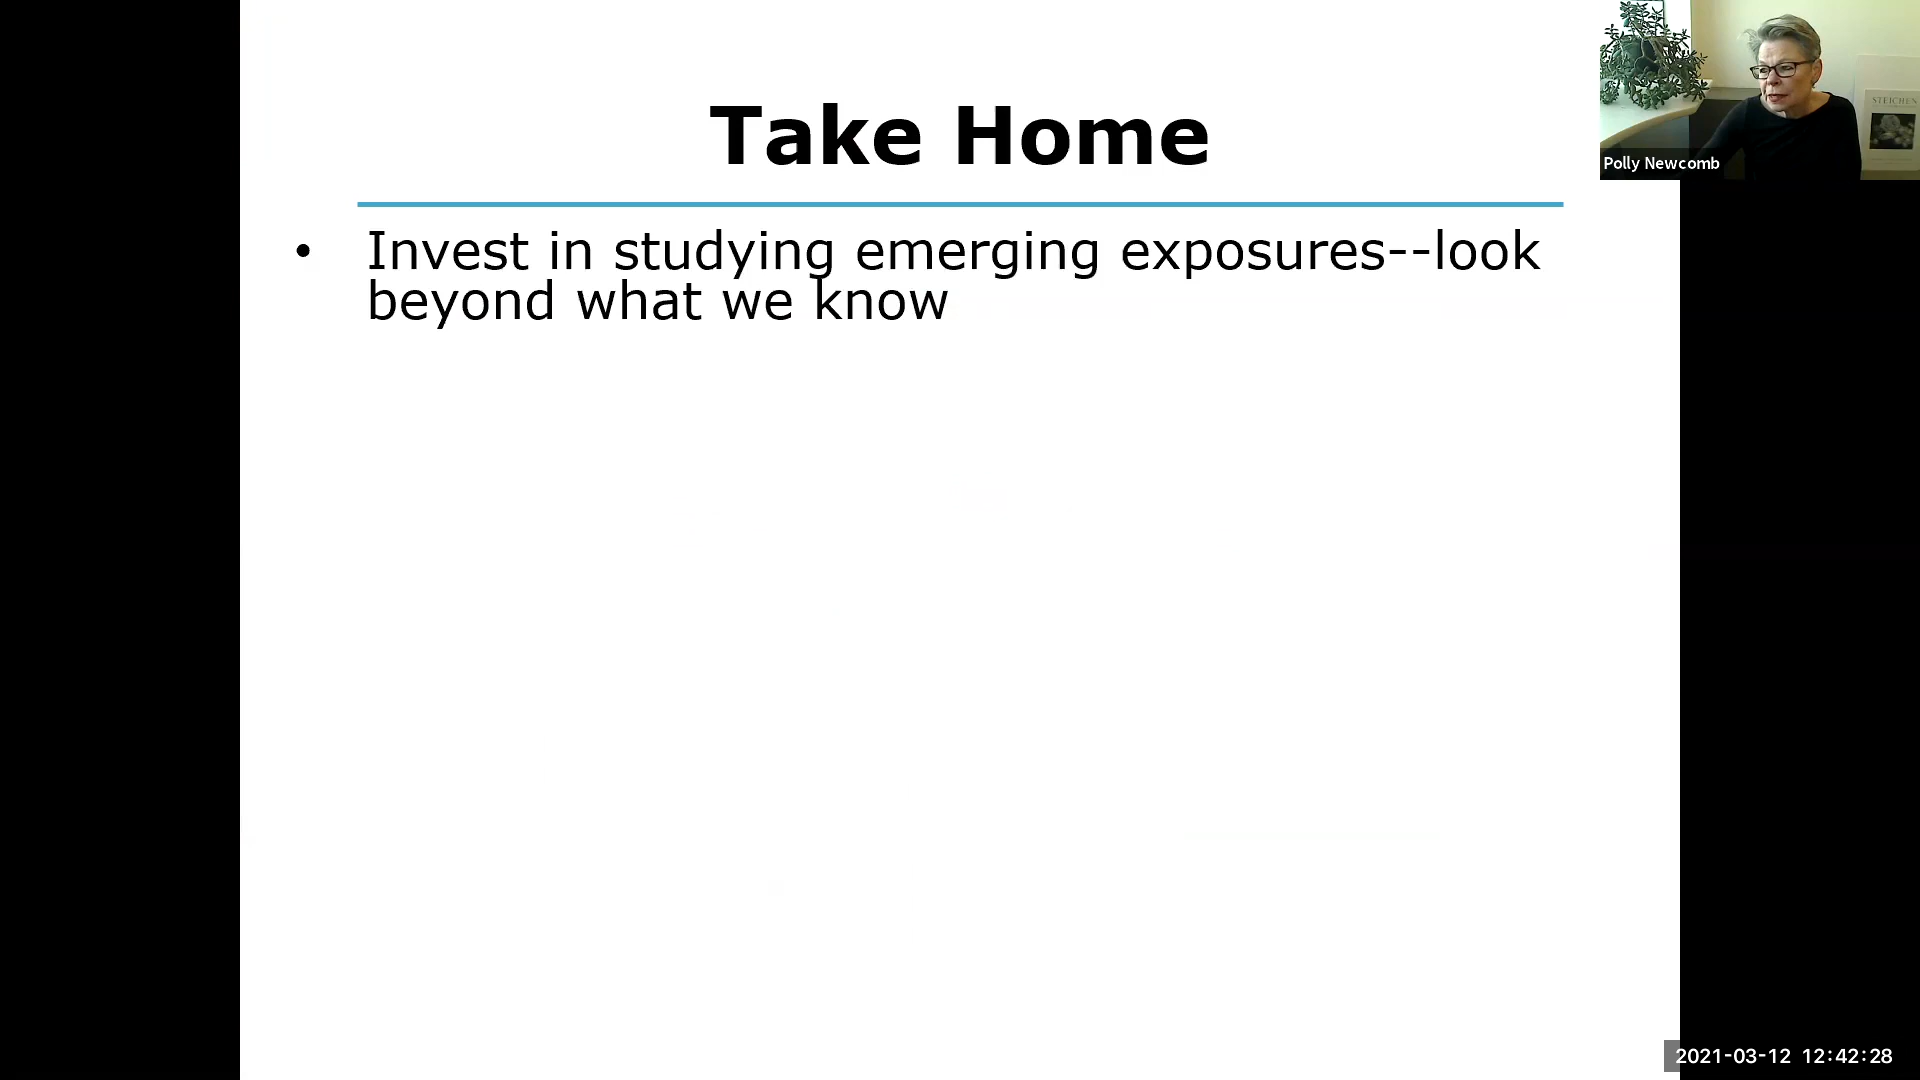 Take Home
• Invest in studying emerging exposures--look
beyond what we know
STEICHEN
Polly Newcomb
2021-03-12 12:42:28